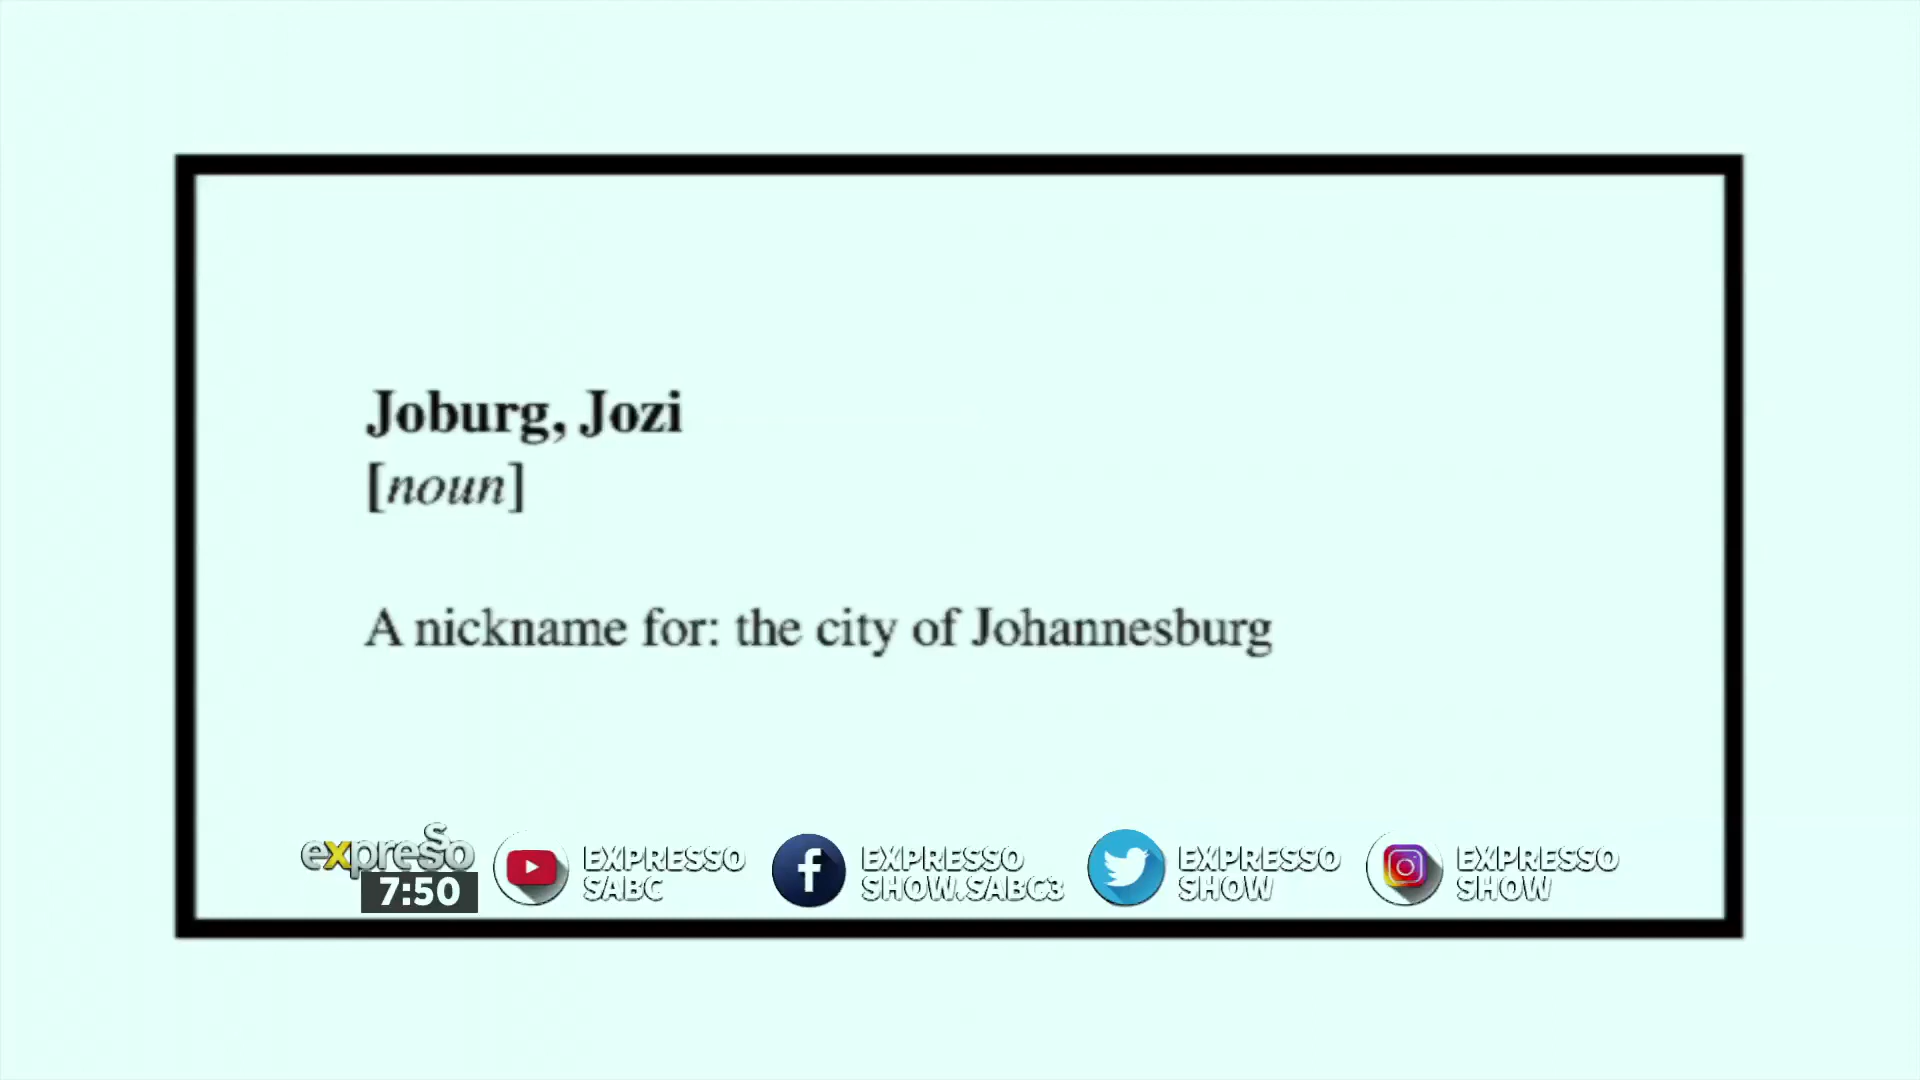 Joburg, Jozi
[noun]
A nickname for: the city of Johannesburg
expresso
7:50
EXPRESSO
SABC
EXPRESSO
SHOW.SABC3
EXPRESSO
SHOW
EXPRESSO
SHOW